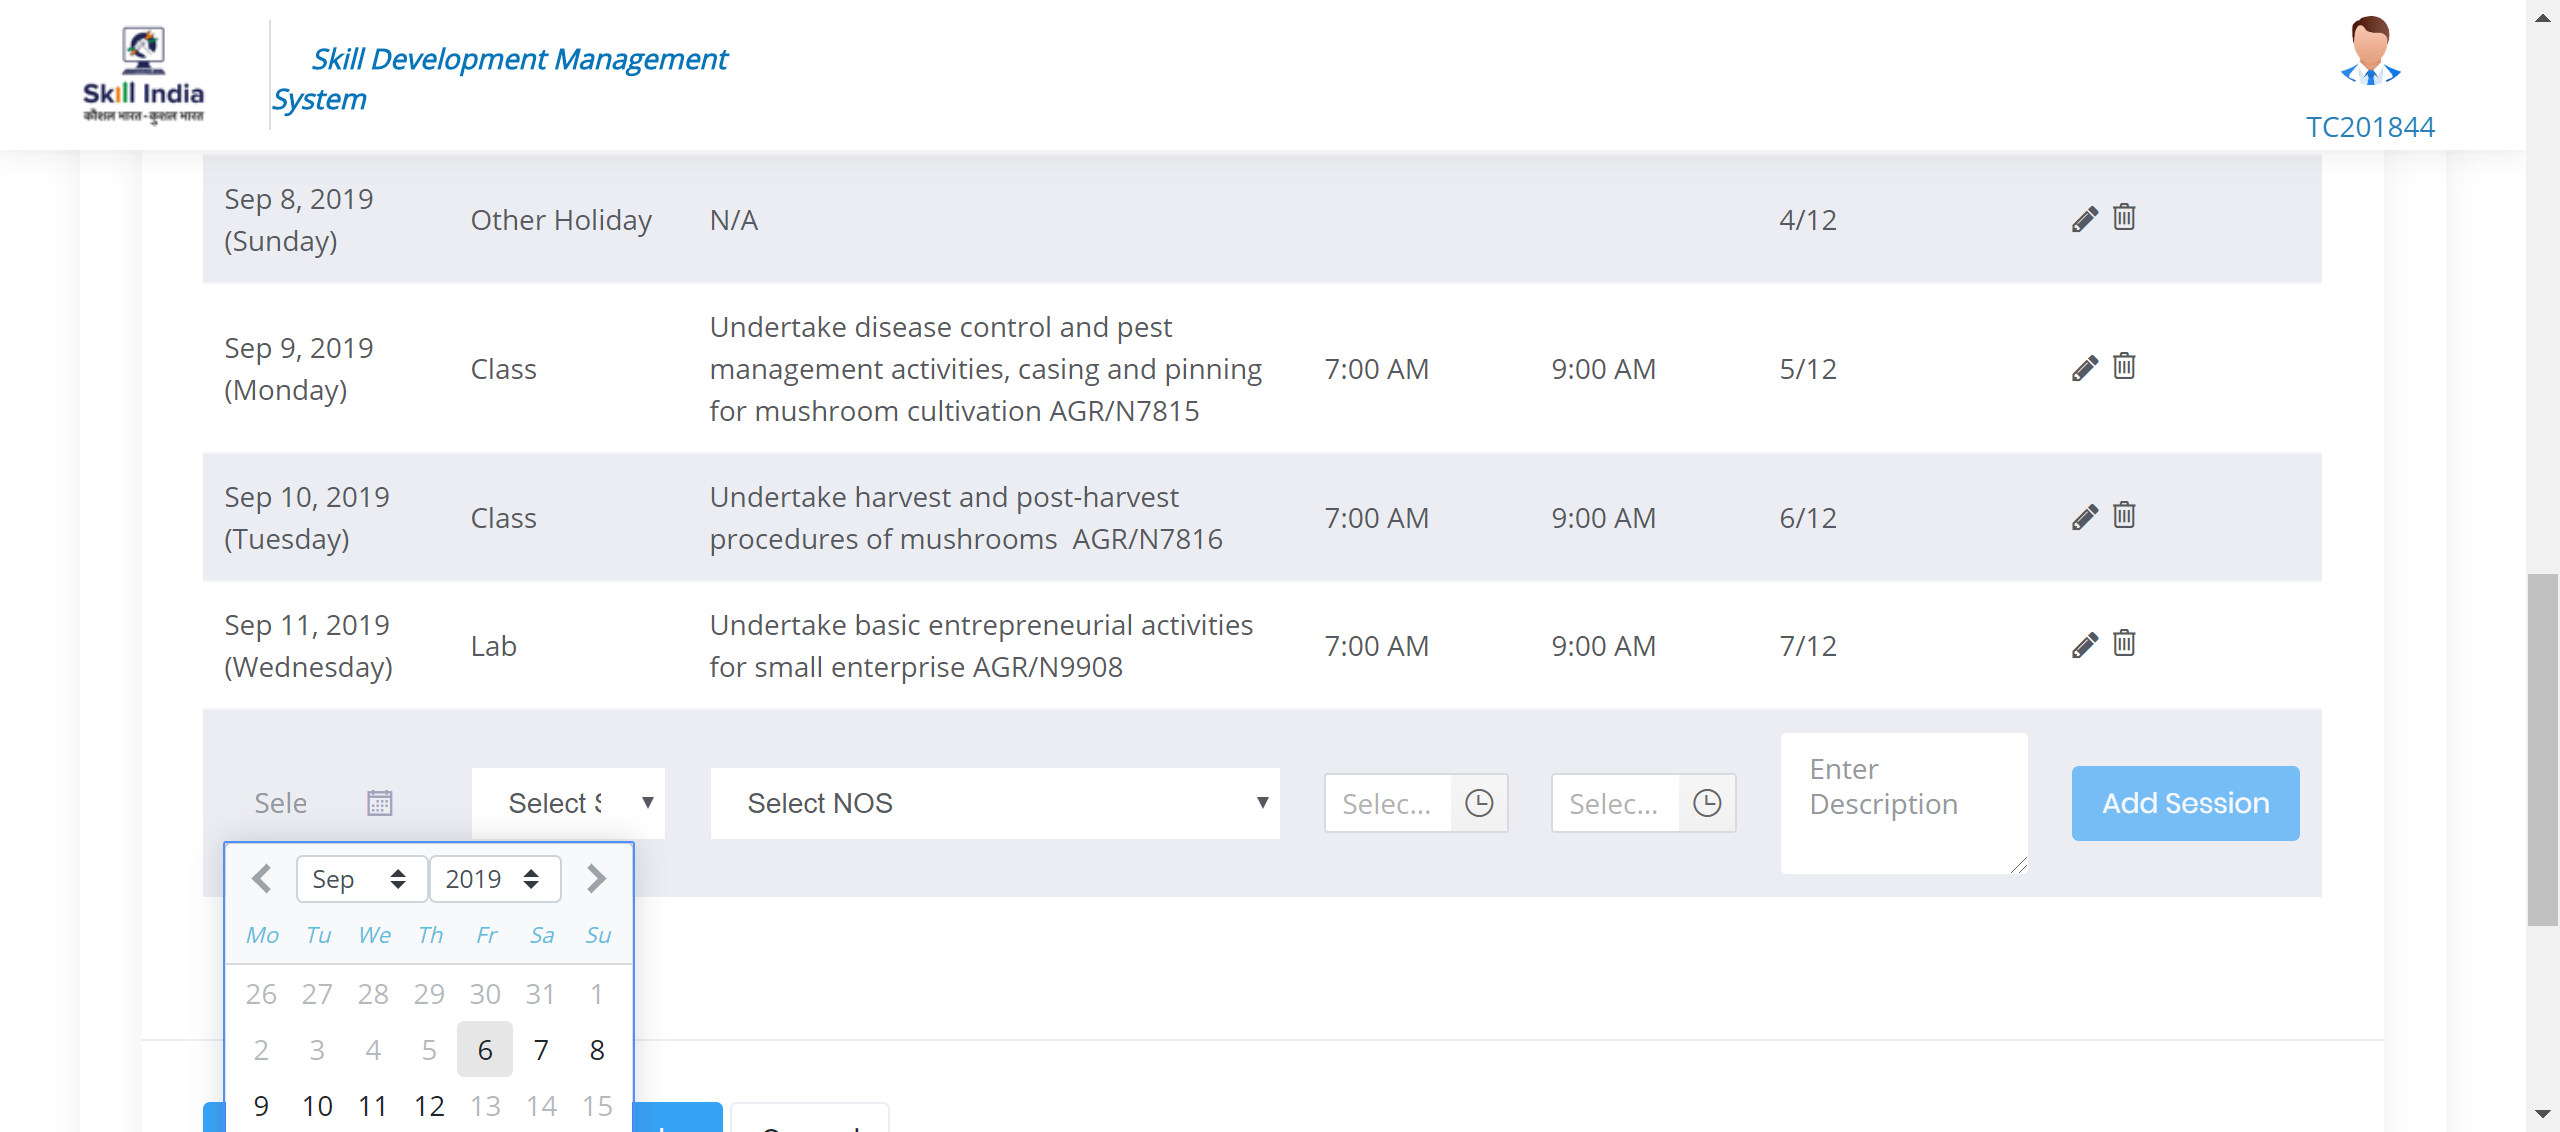 Skill India
कौशल भारत - कुशल भारत
Skill Development Management
System
TC201844
Sep 8, 2019
(Sunday)
Other Holiday
N/A
4/12
Sep 9, 2019
(Monday)
Class
Undertake disease control and pest
management activities, casing and pinning
for mushroom cultivation AGR/N7815
7:00 AM
9:00 AM
5/12
Sep 10, 2019
(Tuesday)
Class
Undertake harvest and post-harvest
procedures of mushrooms AGR/N7816
7:00 AM
9:00 AM
6/12
Sep 11, 2019
(Wednesday)
Lab
Undertake basic entrepreneurial activities
for small enterprise AGR/N9908
7:00 AM
9:00 AM
7/12
Sele
Select
Select NOS
Selec...
Selec...
Enter
Description
Add Session
Sep
2019
Mo Tu We Th Fr Sa Su
26 27 28 29 30 31 1
2 3 4 5 6 7 8
9 10 11 12 13 14 15